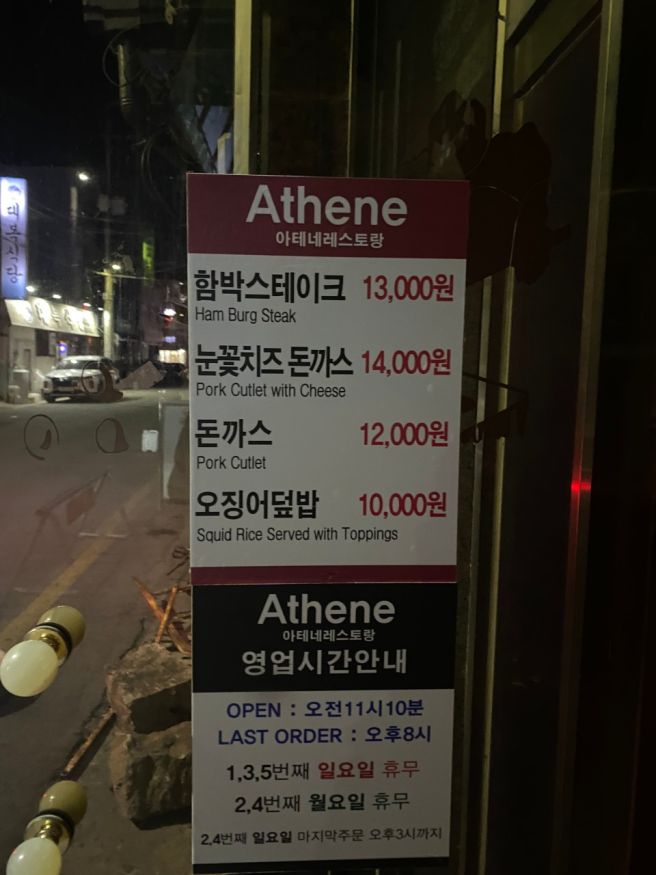 Athene
아테네레스토랑
함박스테이크 13,000원
Ham Burg Steak
눈꽃치즈 돈까스 14,000원
Pork Cutlet with Cheese
돈까스 12,000원
Pork Cutlet
오징어덮밥 10,000원
Squid Rice Served with Toppings
Athene
아테네레스토랑
영업시간안내
OPEN : 오전11시10분
LAST ORDER : 오후8시
1,3,5번째 일요일 휴무
2,4번째 월요일 휴무
2,4번째 일요일 마지막주문 오후3시까지